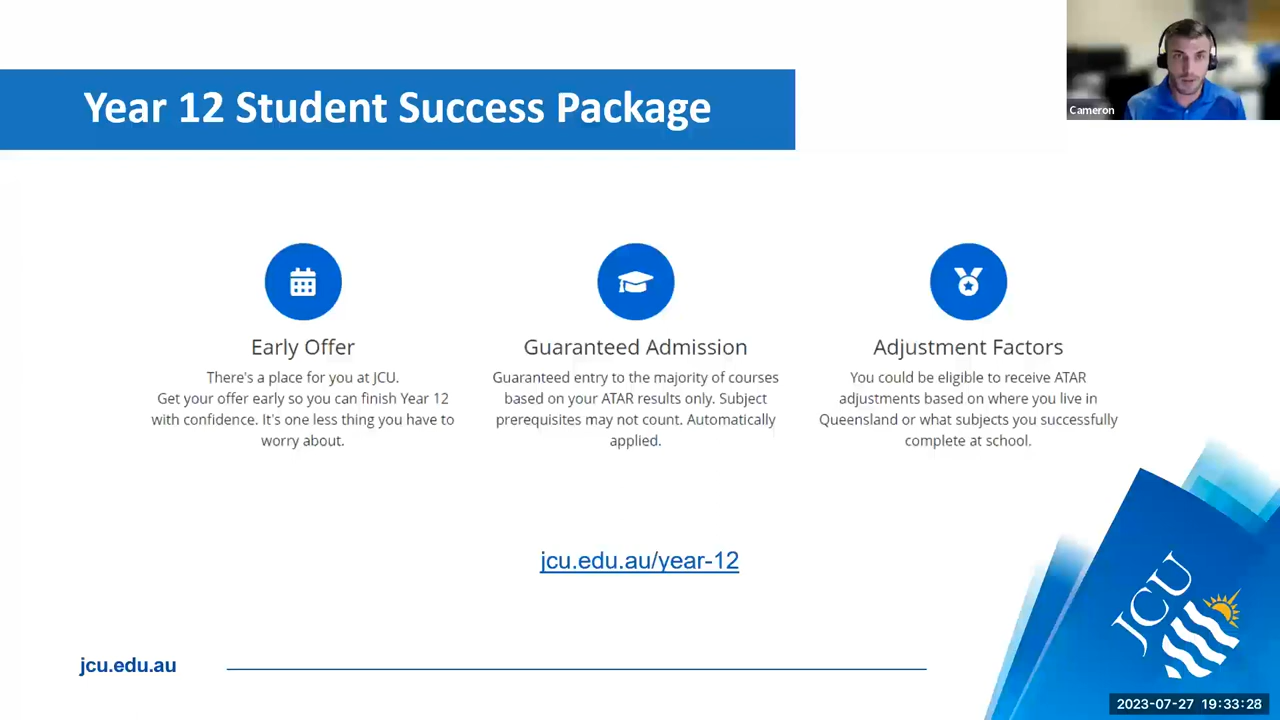 Year 12 Student Success Package
Cameron
Early Offer
There's a place for you at JCU.
Get your offer early so you can finish Year 12
with confidence. It's one less thing you have to
worry about.
Guaranteed Admission
Guaranteed entry to the majority of courses
based on your ATAR results only. Subject
prerequisites may not count. Automatically
applied.
Adjustment Factors
You could be eligible to receive ATAR
adjustments based on where you live in
Queensland or what subjects you successfully
complete at school.
jcu.edu.au/year-12
JCU
jcu.edu.au
2023-07-27 19:33:28